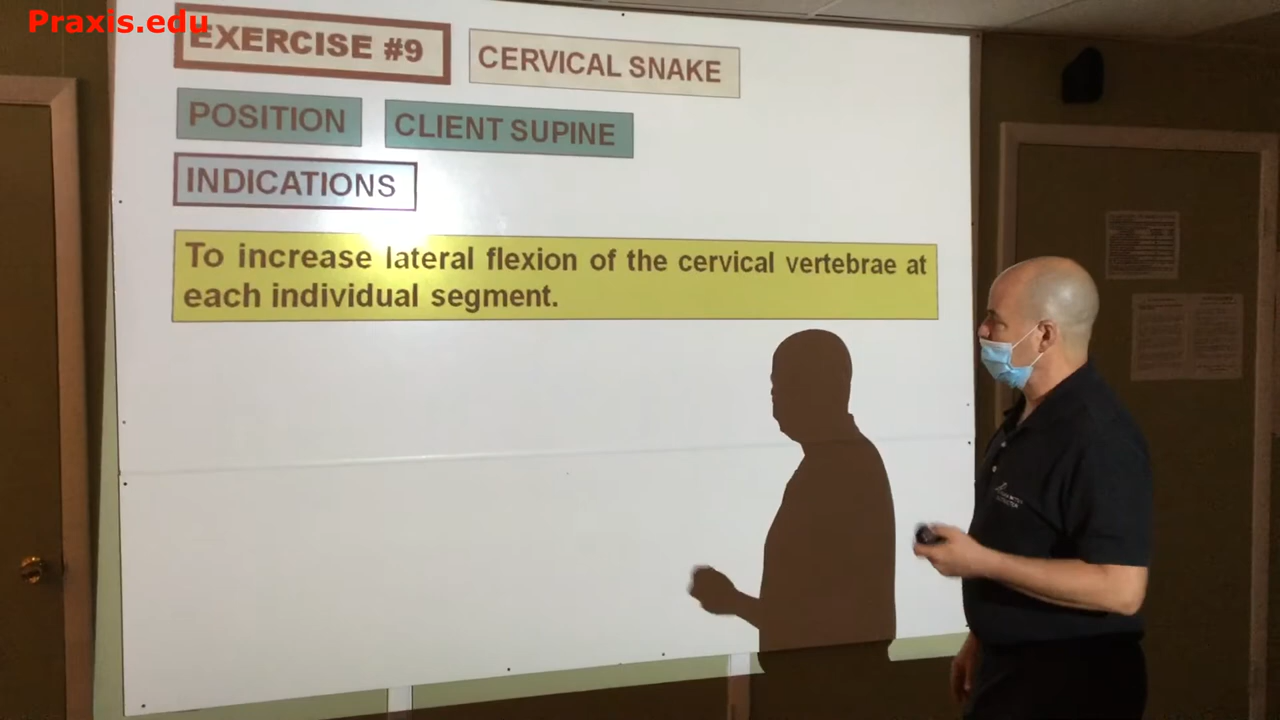 Praxis.edu
EXERCISE #9
CERVICAL SNAKE
POSITION
CLIENT SUPINE
INDICATIONS
To increase lateral flexion of the cervical vertebrae at
each individual segment.